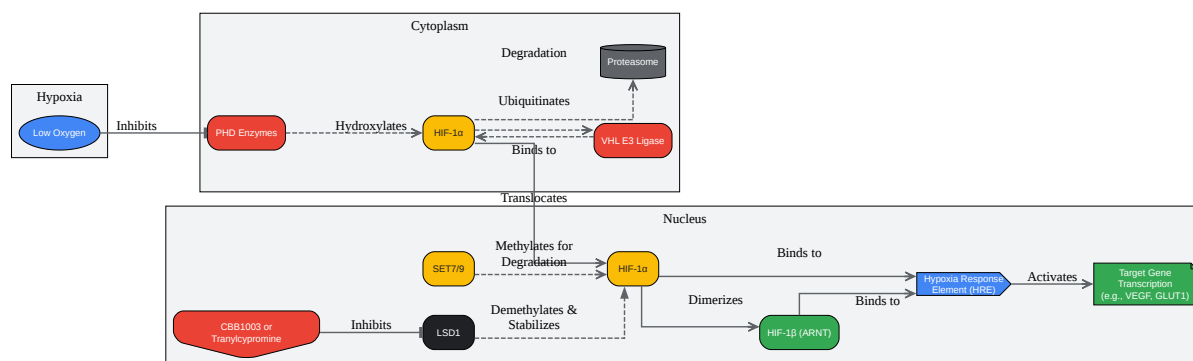 Cytoplasm
Degradation
Proteasome
Hypoxia
Ubiquitinates
Low Oxygen
Inhibits
PHD Enzymes
Hydroxylates
HIF-1α
VHL E3 Ligase
Binds to
Translocates
Nucleus
Methylates for
Degradation
SET7/9
HIF-1α
Binds to
Hypoxia Response
Element (HRE)
Activates
Target Gene
Transcription
(e.g., VEGF, GLUT1)
Dimerizes
Binds to
Demethylates &
Stabilizes
CBB1003 or
Tranylcypromine
Inhibits
LSD1
HIF-1β (ARNT)